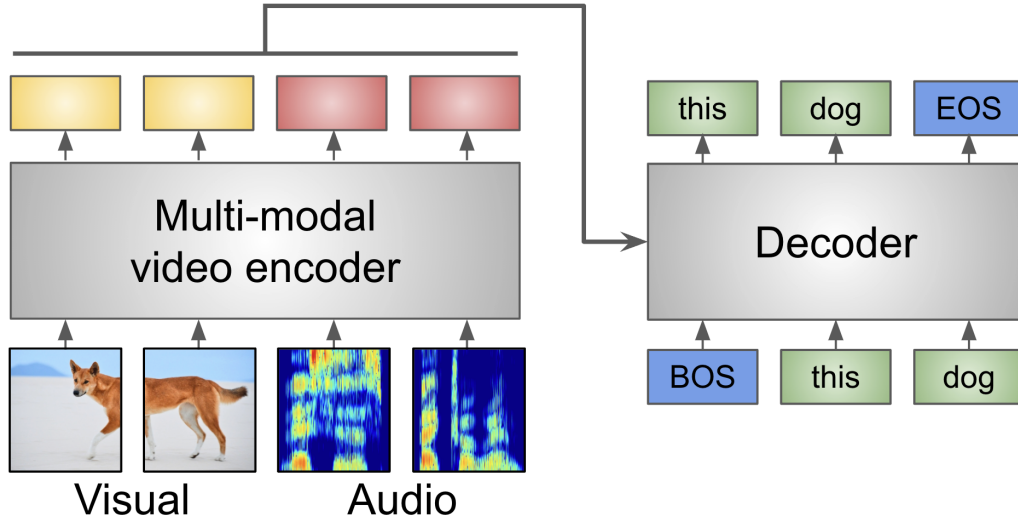 this
dog
EOS
Multi-modal
video encoder
Decoder
BOS
this
dog
Visual
Audio